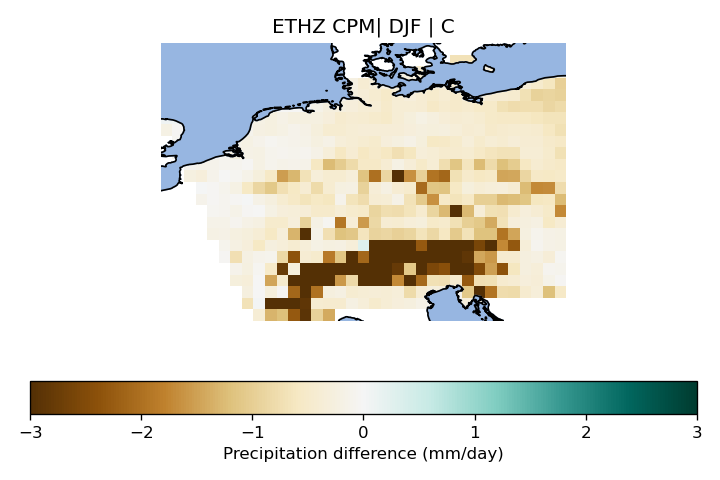 ETHZ CPM| DJF | C
−3 −2 −1 0 1 2 3
Precipitation difference (mm/day)